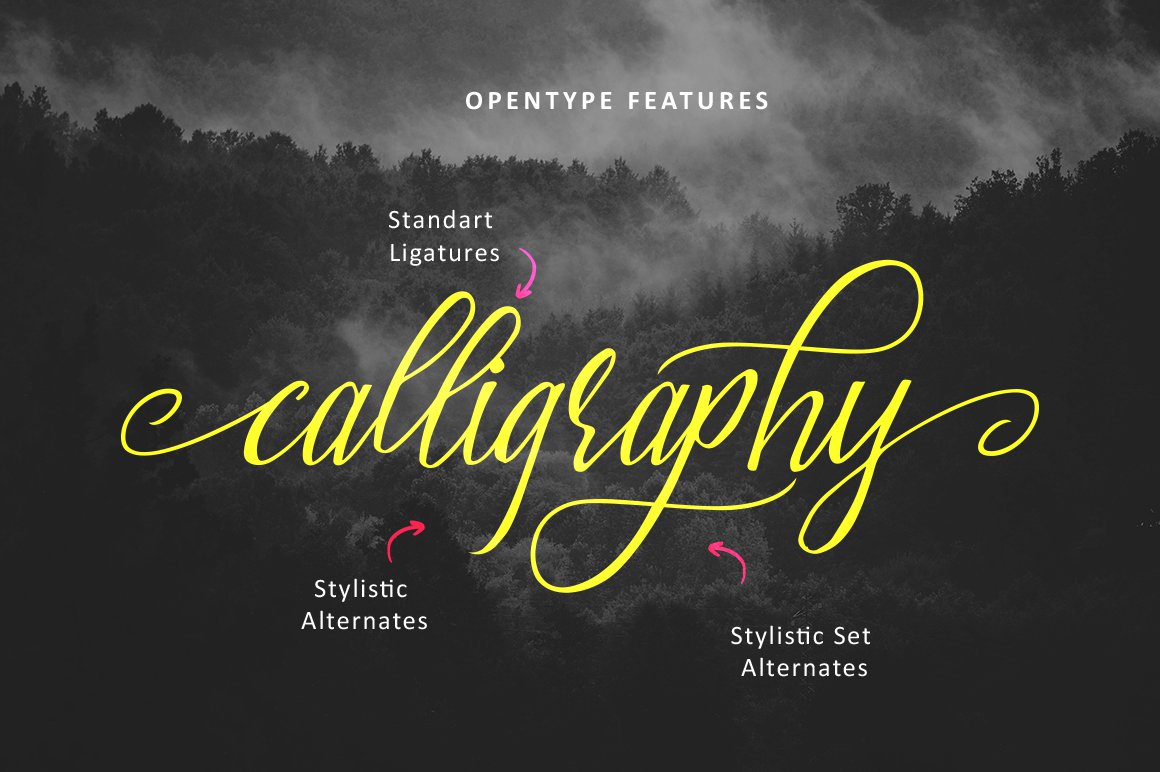 OPENTYPE FEATURES
Standart
Ligatures
calligraphy
Stylistic
Alternates
Stylistic Set
Alternates